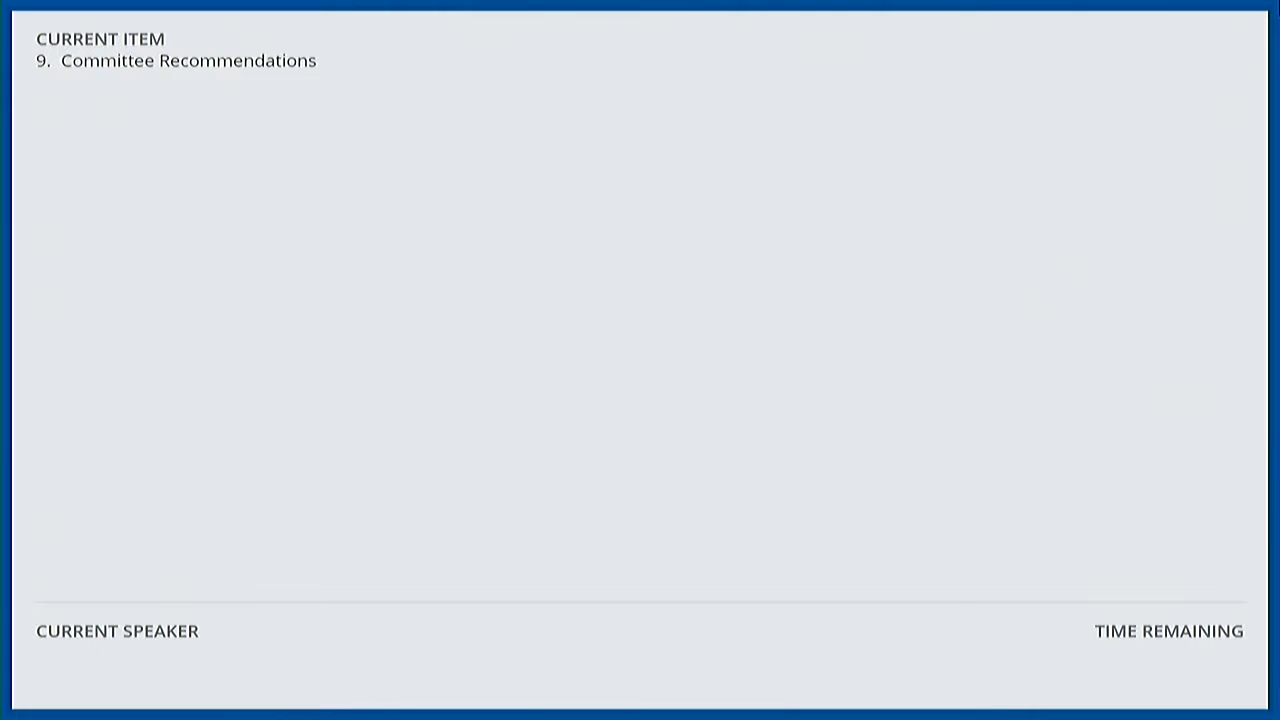 CURRENT ITEM
9. Committee Recommendations
CURRENT SPEAKER
TIME REMAINING